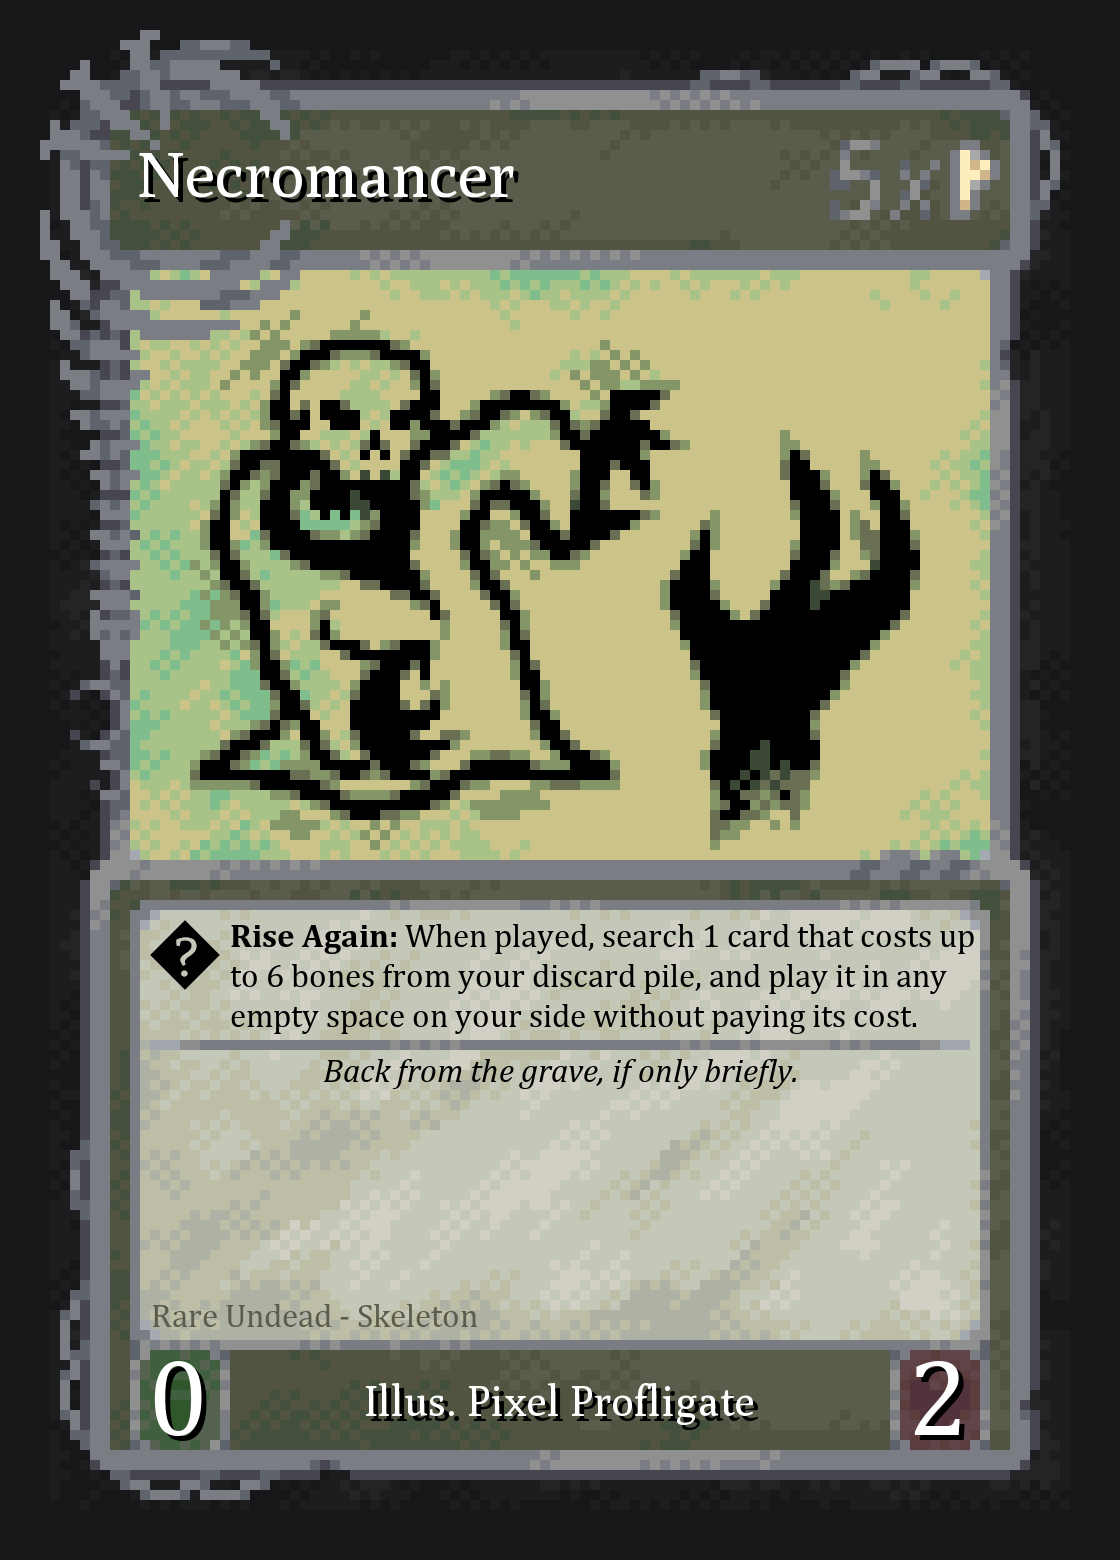 Necromancer 5x
?
Rise Again: When played, search 1 card that costs up
to 6 bones from your discard pile, and play it in any
empty space on your side without paying its cost.
Back from the grave, if only briefly.
Rare Undead - Skeleton
0 Illus. Pixel Profligate 2